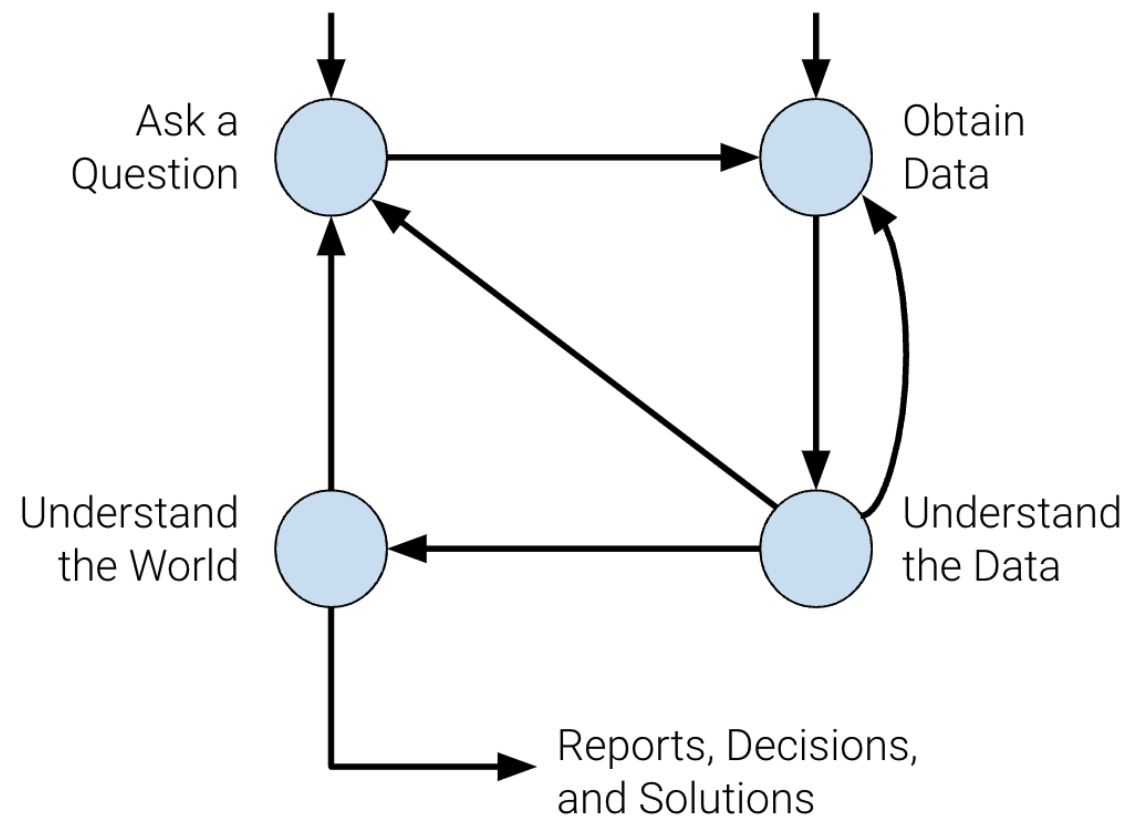 Ask a
Question
Obtain
Data
Understand
the World
Understand
the Data
Reports, Decisions,
and Solutions